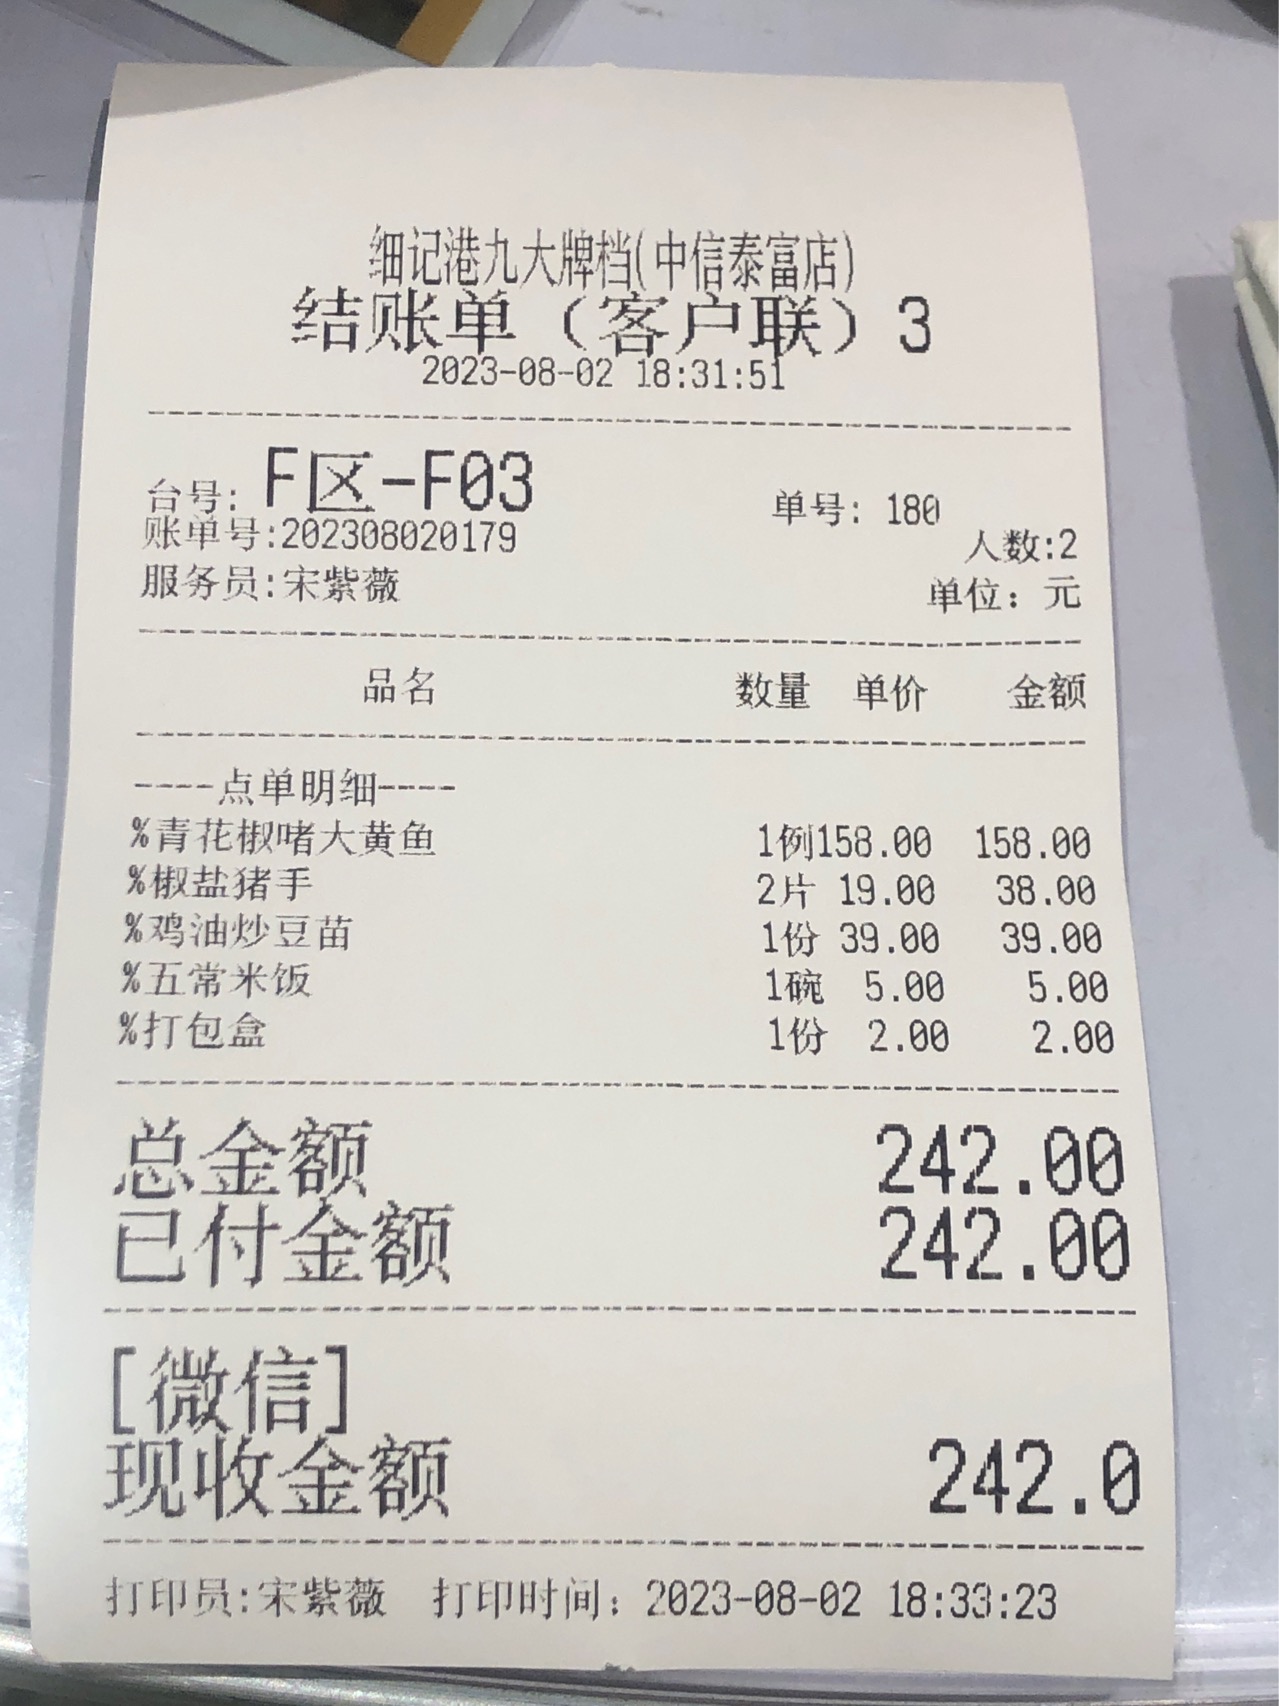 细记港九大牌档(中信泰富店)
结账单（客户联）3
2023-08-02 18:31:51
台号: F区-F03 单号: 180
账单号:202308020179 人数:2
服务员:宋紫薇 单位：元
品名 数量 单价 金额
----点单明细----
%青花椒啫大黄鱼 1例158.00 158.00
%椒盐猪手 2片 19.00 38.00
%鸡油炒豆苗 1份 39.00 39.00
%五常米饭 1碗 5.00 5.00
%打包盒 1份 2.00 2.00
总金额 242.00
已付金额 242.00
[微信]
现收金额 242.0
打印员:宋紫薇 打印时间：2023-08-02 18:33:23